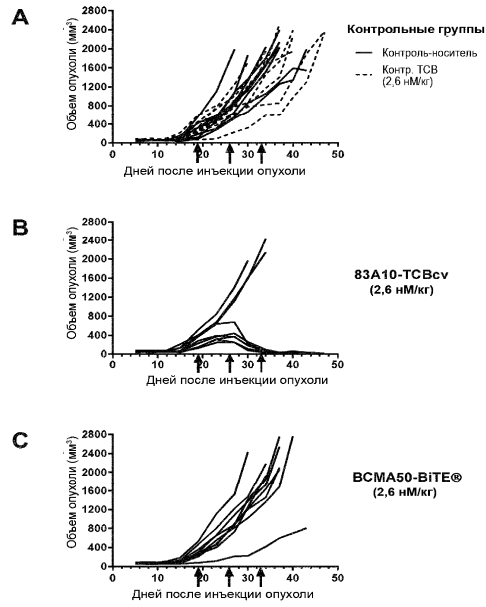 A
Контрольные группы
Контроль-носитель
Контр. ТСВ
(2,6 нМ/кг)
Объем опухоли (мм³)
2800
2400
2000
1600
1200
800
400
0 10 20 30 40 50
Дней после инъекции опухоли
B
83A10-TCBcv
(2,6 нМ/кг)
Объем опухоли (мм³)
2800
2400
2000
1600
1200
800
400
0
0 10 20 30 40 50
Дней после инъекции опухоли
C
BCMA50-BiTE®
(2,6 нМ/кг)
Объем опухоли (мм³)
2800
2400
2000
1600
1200
800
400
0
0 10 20 30 40 50
Дней после инъекции опухоли